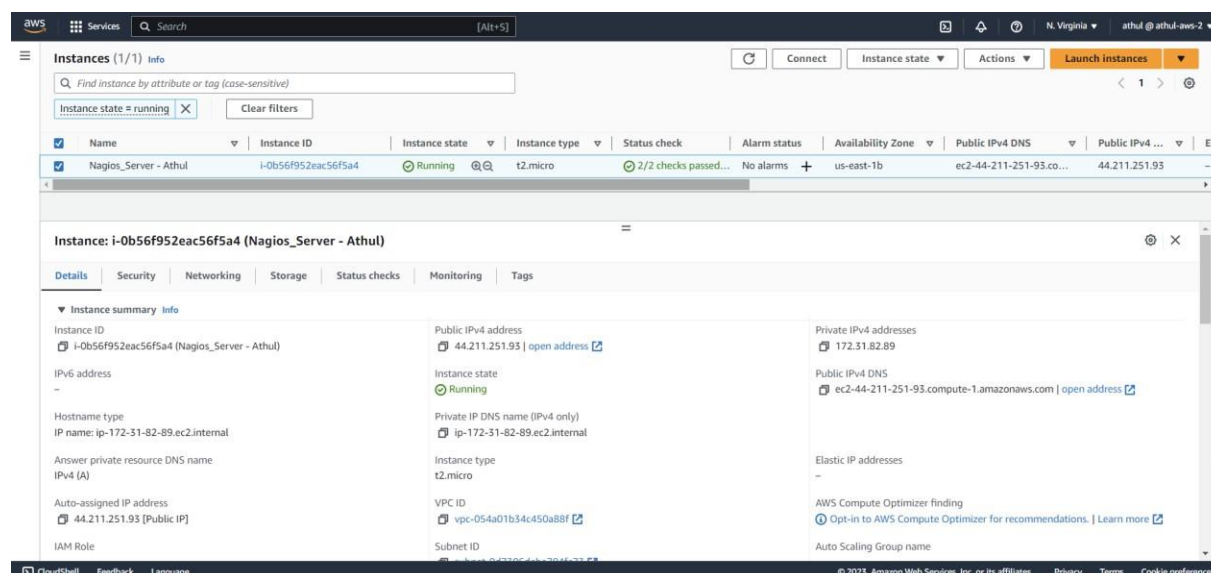 aws Services Search [Alt+S] N. Virginia athul @ athul-aws-2
Instances (1/1) Info Connect Instance state Actions Launch instances
Find instance by attribute or tag (case-sensitive) 1
Instance state = running Clear filters
Name Instance ID Instance state Instance type Status check Alarm status Availability Zone Public IPv4 DNS Public IPv4 ... E
Nagios_Server - Athul i-0b56f952eac56f5a4 Running t2.micro 2/2 checks passed... No alarms + us-east-1b ec2-44-211-251-93.co... 44.211.251.93 –
Instance: i-0b56f952eac56f5a4 (Nagios_Server - Athul)
Details Security Networking Storage Status checks Monitoring Tags
Instance summary Info
Instance ID Public IPv4 address Private IPv4 addresses
i-0b56f952eac56f5a4 (Nagios_Server - Athul) 44.211.251.93 | open address 172.31.82.89
IPv6 address Instance state Public IPv4 DNS
– Running ec2-44-211-251-93.compute-1.amazonaws.com | open address
Hostname type Private IP DNS name (IPv4 only)
IP name: ip-172-31-82-89.ec2.internal ip-172-31-82-89.ec2.internal
Answer private resource DNS name Instance type Elastic IP addresses
IPv4 (A) t2.micro –
Auto-assigned IP address VPC ID AWS Compute Optimizer finding
44.211.251.93 [Public IP] vpc-054a01b34c450a88f Opt-in to AWS Compute Optimizer for recommendations. | Learn more
IAM Role Subnet ID Auto Scaling Group name
CloudShell Feedback Language © 2023, Amazon Web Services, Inc. or its affiliates. Privacy Terms Cookie preference